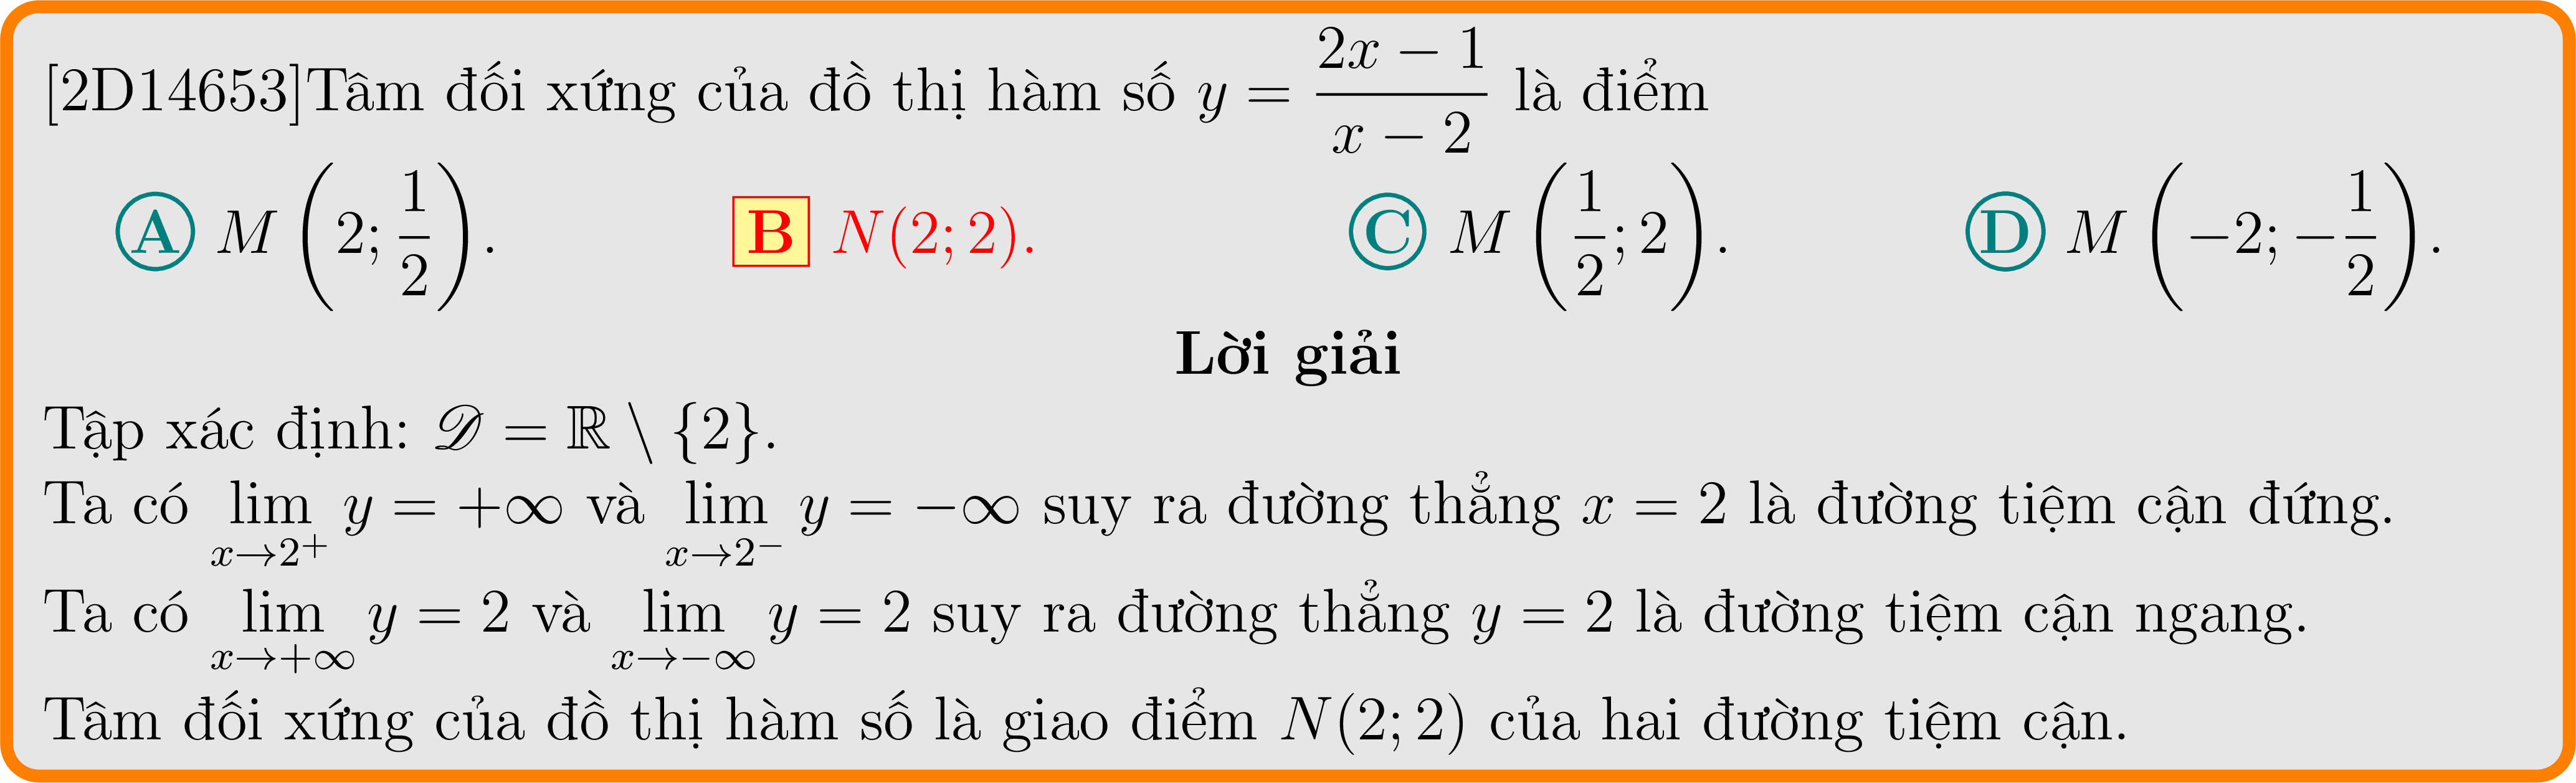 [2D14653]Tâm đối xứng của đồ thị hàm số $y = \dfrac{2x-1}{x-2}$ là điểm
A $M\left(2; \dfrac{1}{2}\right)$. B $N(2; 2)$. C $M\left(\dfrac{1}{2}; 2\right)$. D $M\left(-2; -\dfrac{1}{2}\right)$.
Lời giải
Tập xác định: $\mathscr{D} = \mathbb{R} \setminus \{2\}$.
Ta có $\lim\limits_{x \to 2^+} y = +\infty$ và $\lim\limits_{x \to 2^-} y = -\infty$ suy ra đường thẳng $x = 2$ là đường tiệm cận đứng.
Ta có $\lim\limits_{x \to +\infty} y = 2$ và $\lim\limits_{x \to -\infty} y = 2$ suy ra đường thẳng $y = 2$ là đường tiệm cận ngang.
Tâm đối xứng của đồ thị hàm số là giao điểm $N(2; 2)$ của hai đường tiệm cận.